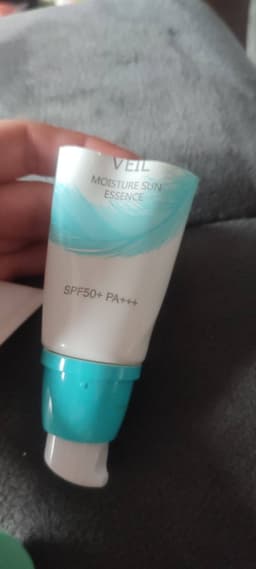 VEIL
MOISTURE SUN
ESSENCE
SPF50+ PA+++